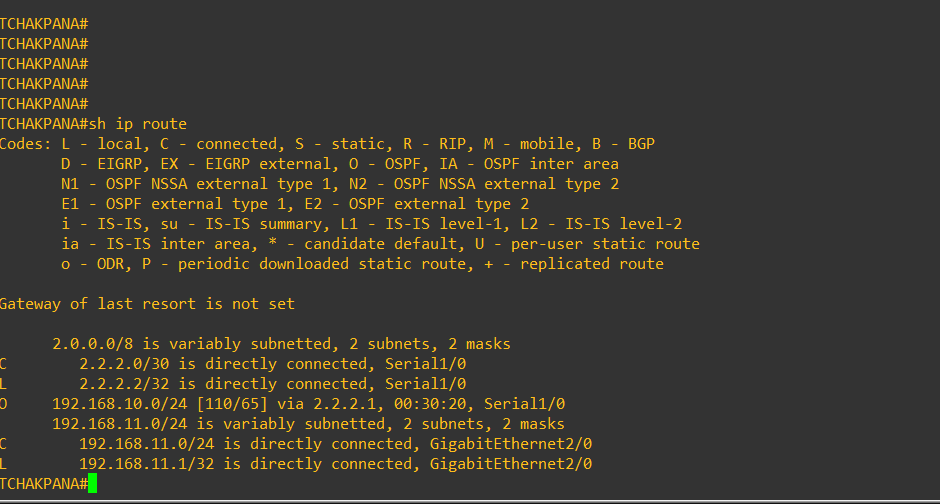 TCHAKPANA#
TCHAKPANA#
TCHAKPANA#
TCHAKPANA#
TCHAKPANA#
TCHAKPANA#sh ip route
Codes: L - local, C - connected, S - static, R - RIP, M - mobile, B - BGP
       D - EIGRP, EX - EIGRP external, O - OSPF, IA - OSPF inter area
       N1 - OSPF NSSA external type 1, N2 - OSPF NSSA external type 2
       E1 - OSPF external type 1, E2 - OSPF external type 2
       i - IS-IS, su - IS-IS summary, L1 - IS-IS level-1, L2 - IS-IS level-2
       ia - IS-IS inter area, * - candidate default, U - per-user static route
       o - ODR, P - periodic downloaded static route, + - replicated route

Gateway of last resort is not set

      2.0.0.0/8 is variably subnetted, 2 subnets, 2 masks
C        2.2.2.0/30 is directly connected, Serial1/0
L        2.2.2.2/32 is directly connected, Serial1/0
O     192.168.10.0/24 [110/65] via 2.2.2.1, 00:30:20, Serial1/0
      192.168.11.0/24 is variably subnetted, 2 subnets, 2 masks
C        192.168.11.0/24 is directly connected, GigabitEthernet2/0
L        192.168.11.1/32 is directly connected, GigabitEthernet2/0
TCHAKPANA#